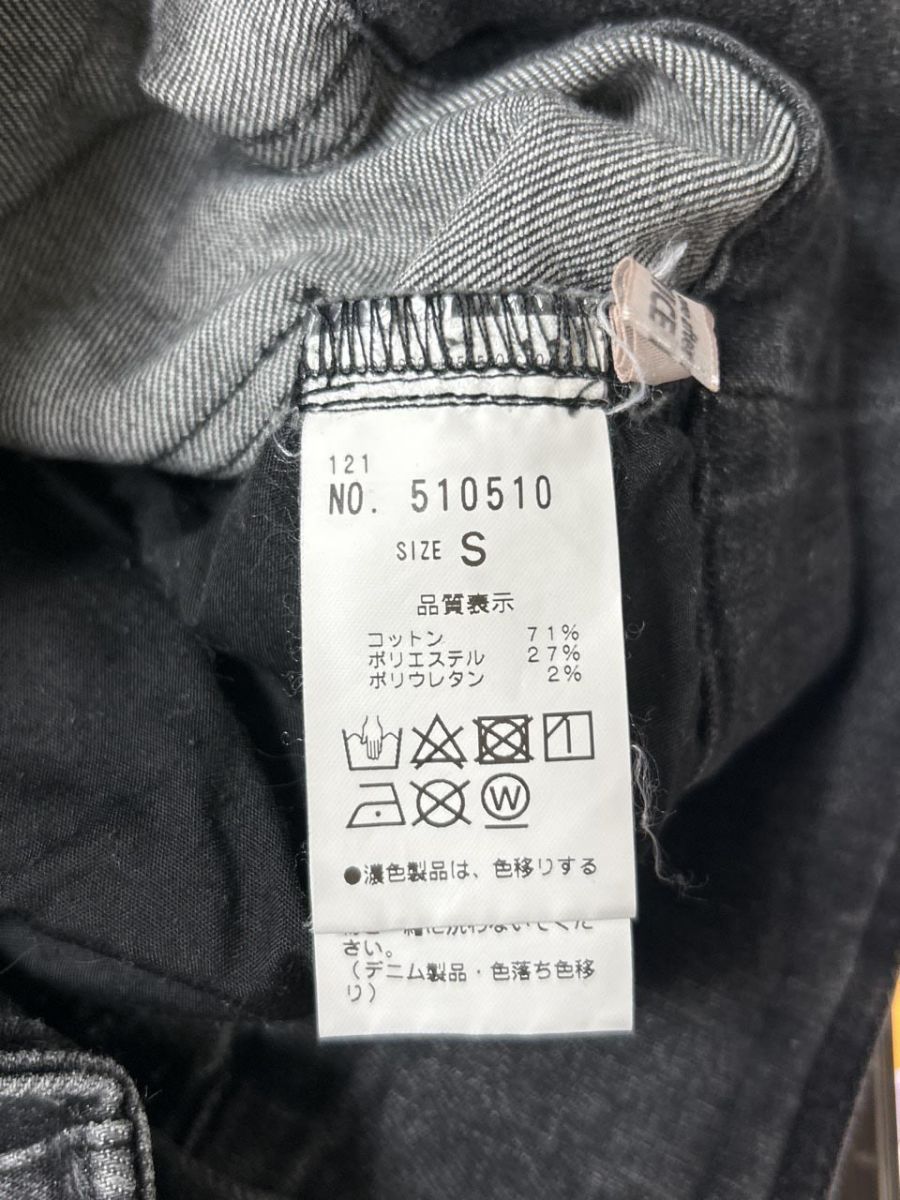 121
NO. 510510
SIZE S
品質表示
コットン 71%
ポリエステル 27%
ポリウレタン 2%
W
●濃色製品は、色移りする
さい。
(デニム製品・色落ち色移
り)